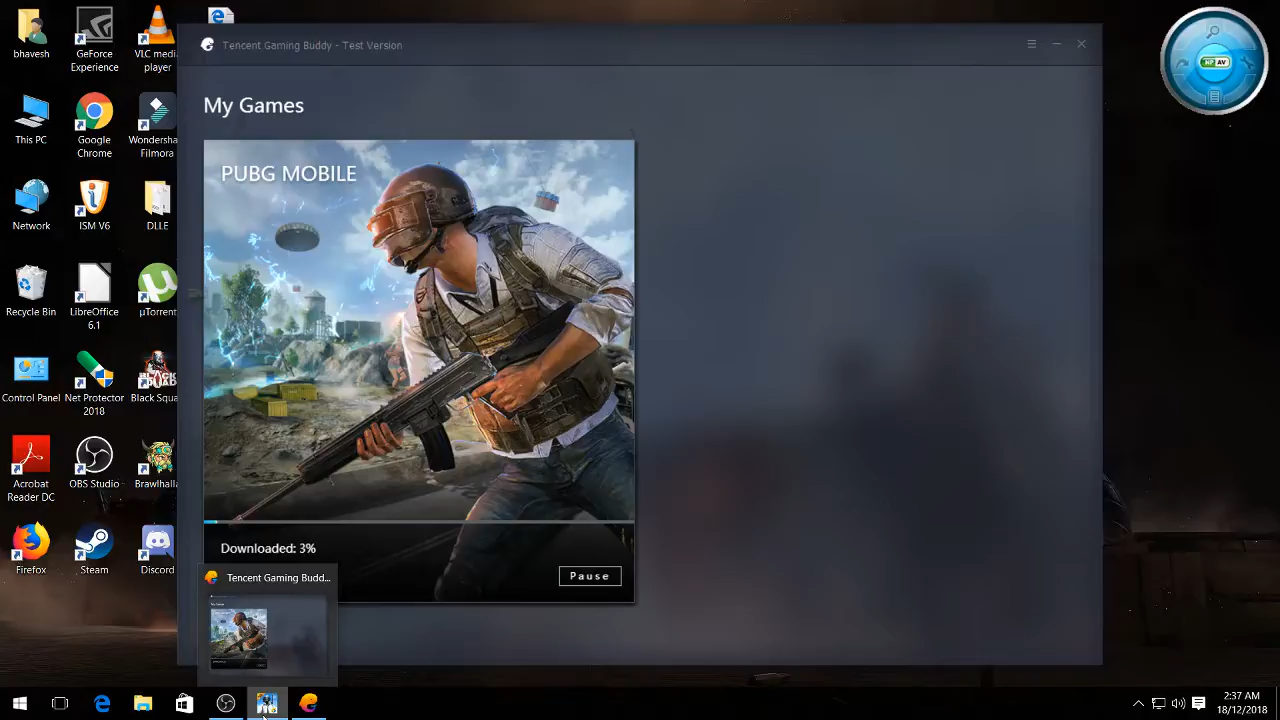 Tencent Gaming Buddy - Test Version
My Games
PUBG MOBILE
Downloaded: 3%
Pause
Tencent Gaming Budd...
bhavesh
GeForce
Experience
VLC media
player
This PC
Google
Chrome
Wondersha
Filmora
Network
ISM V6
DLLE
Recycle Bin
LibreOffice
6.1
µTorrent
Control Panel
Net Protector
2018
Black Squa
Acrobat
Reader DC
OBS Studio
Brawlhalla
Firefox
Steam
Discord
NPAV
2:37 AM
18/12/2018